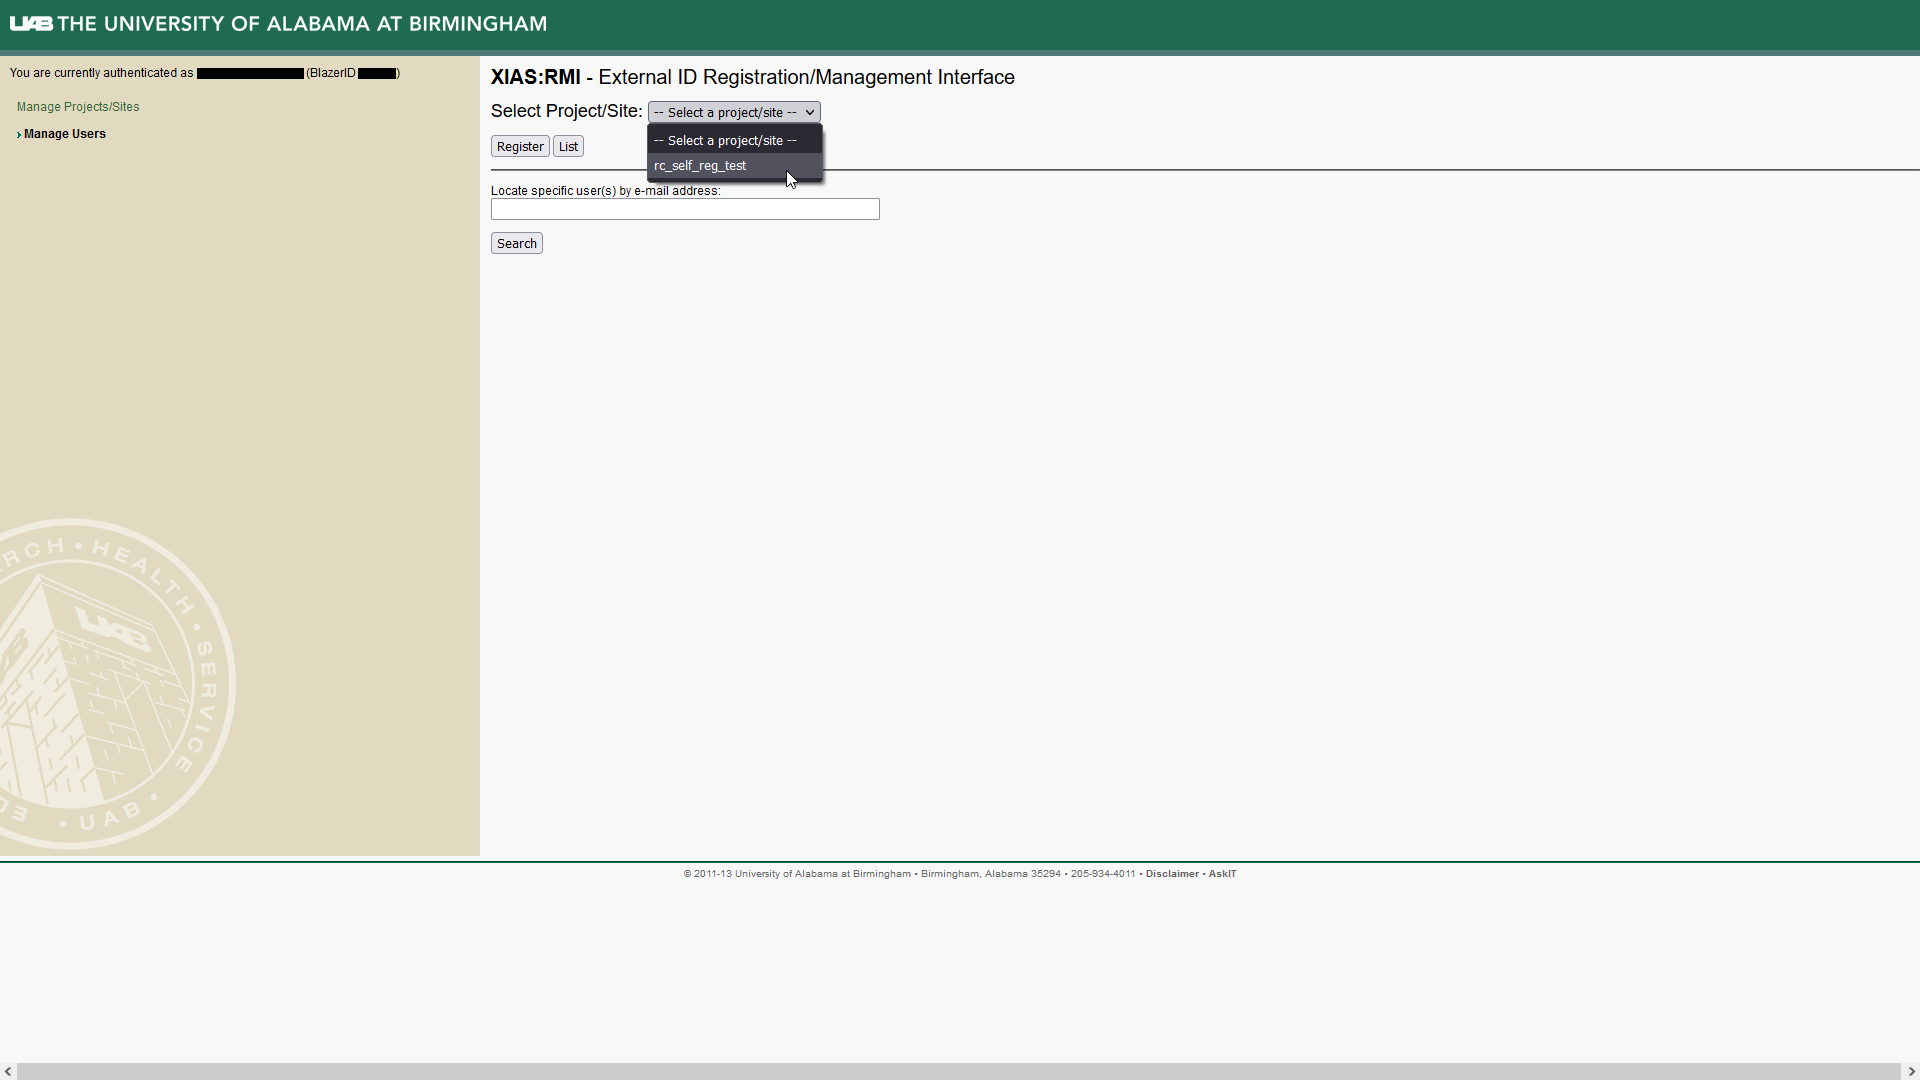 UAB THE UNIVERSITY OF ALABAMA AT BIRMINGHAM
You are currently authenticated as (BlazerID )
Manage Projects/Sites
› Manage Users
XIAS:RMI - External ID Registration/Management Interface
Select Project/Site: -- Select a project/site --
-- Select a project/site --
rc_self_reg_test
Register List
Locate specific user(s) by e-mail address:
Search
RCH • HEALTH • SERVICE • UAB • ED
UAB
© 2011-13 University of Alabama at Birmingham • Birmingham, Alabama 35294 • 205-934-4011 • Disclaimer • AskIT